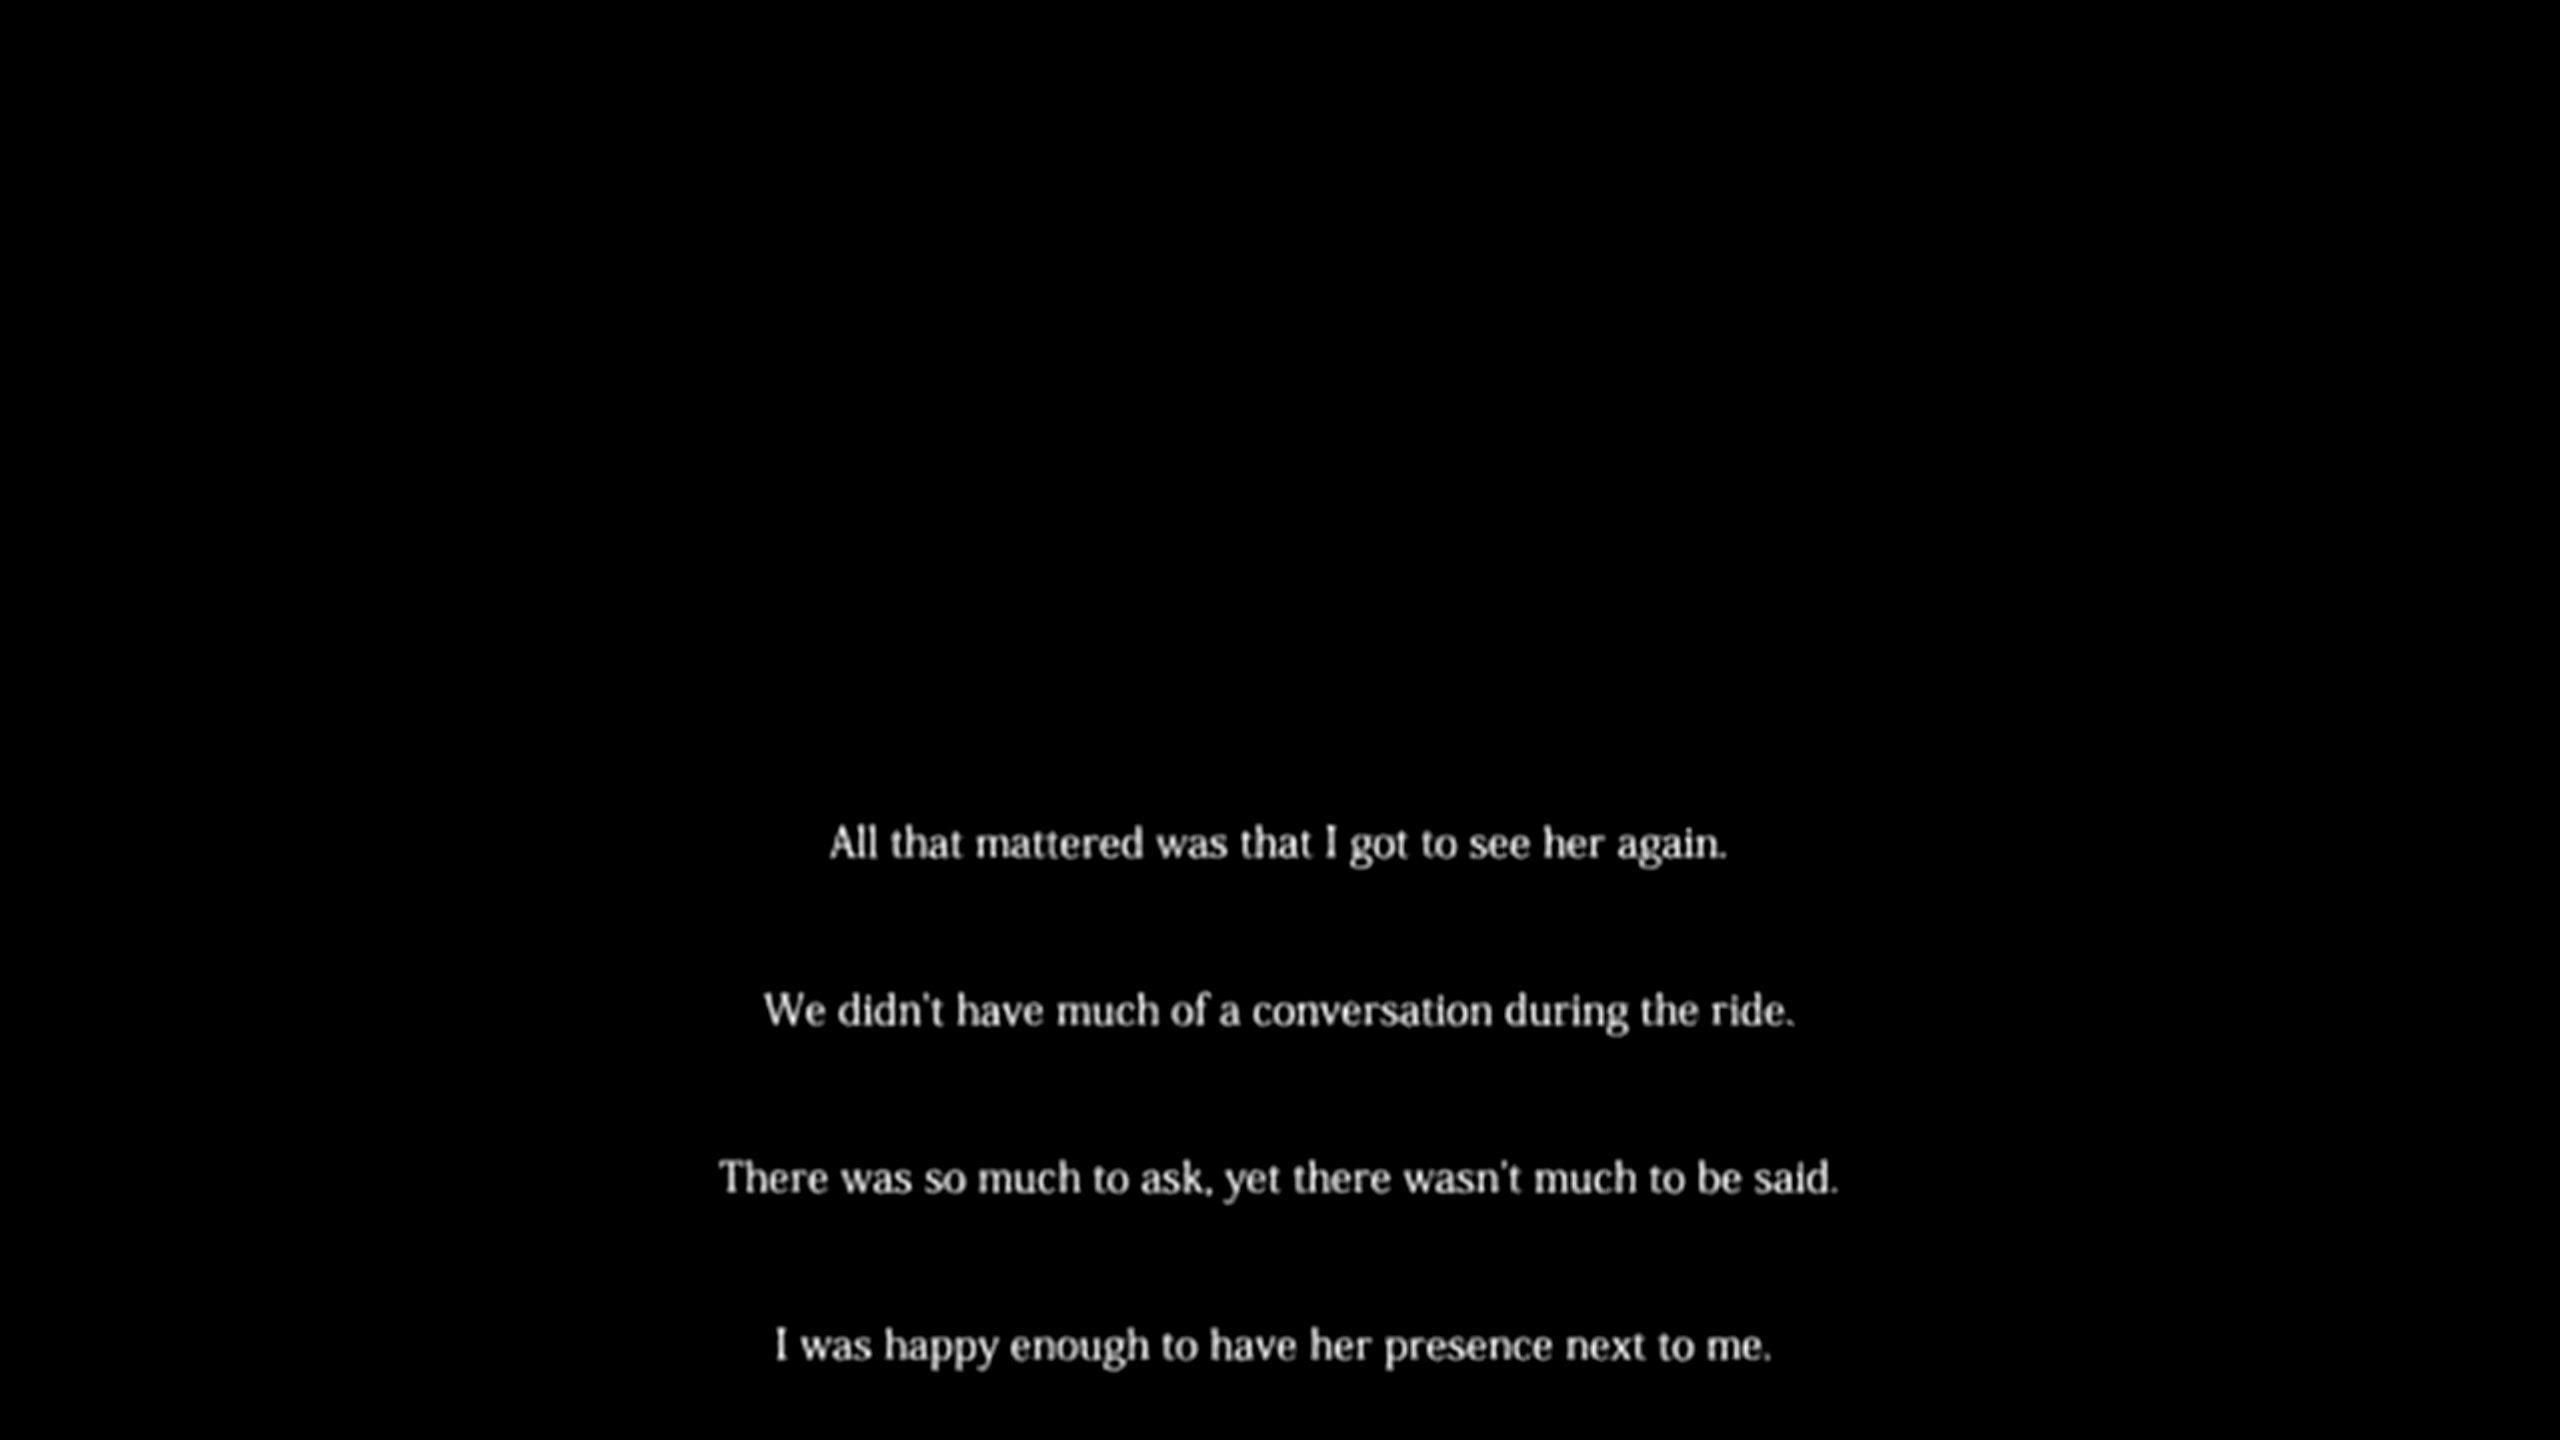 All that mattered was that I got to see her again.
We didn't have much of a conversation during the ride.
There was so much to ask, yet there wasn't much to be said.
I was happy enough to have her presence next to me.